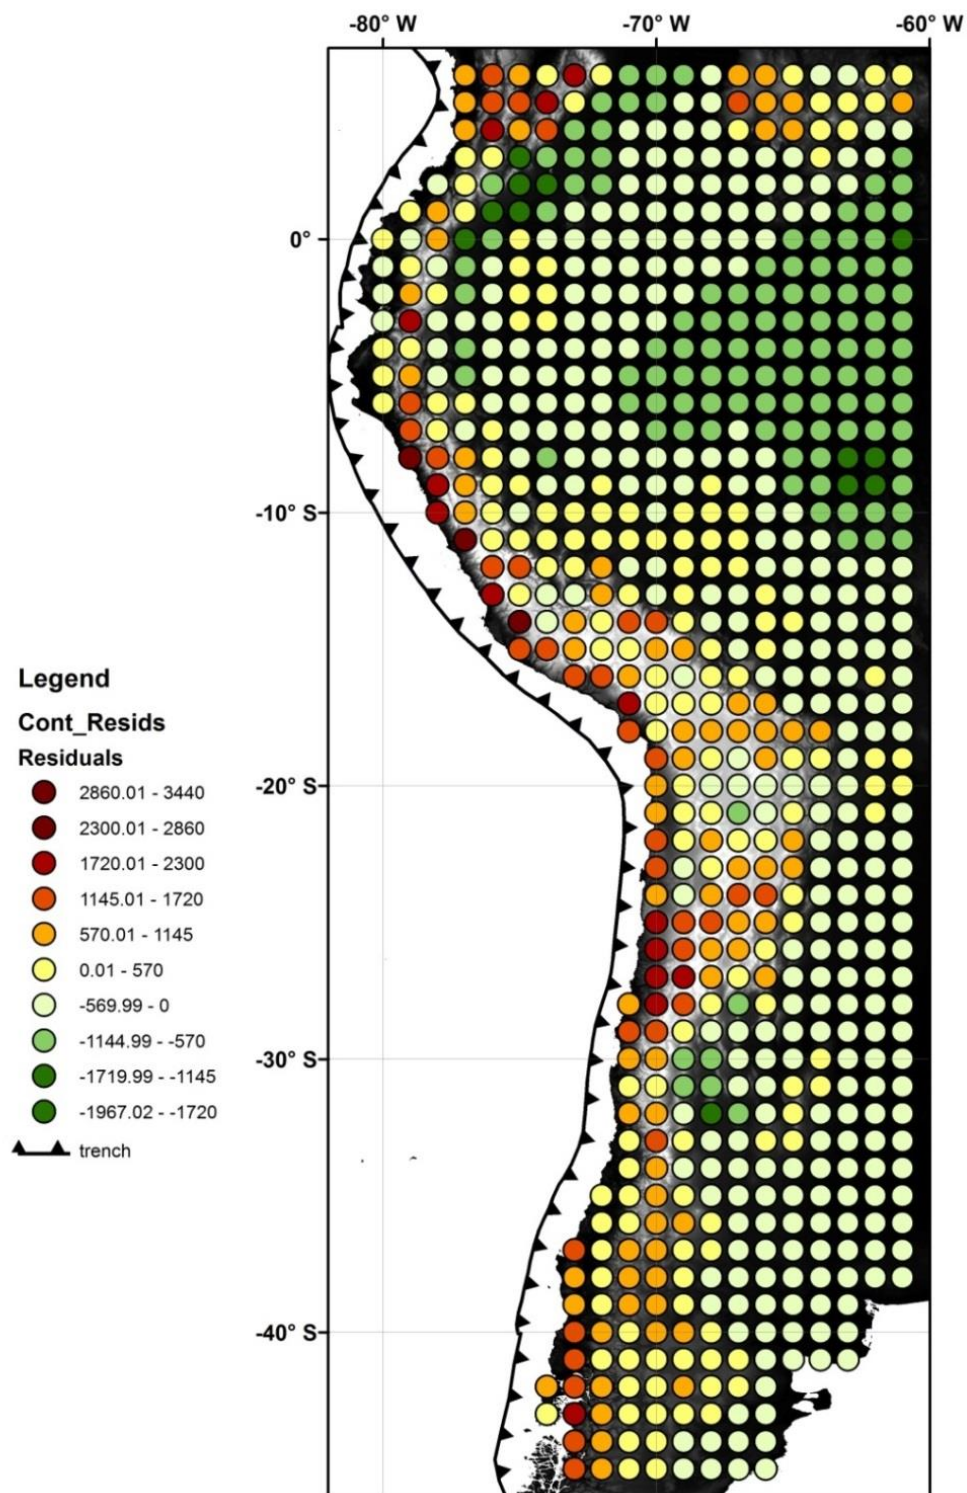 -80° W
-70° W
-60° W
0°
-10° S
-20° S
-30° S
-40° S
Legend
Cont_Resids
Residuals
2860.01 - 3440
2300.01 - 2860
1720.01 - 2300
1145.01 - 1720
570.01 - 1145
0.01 - 570
-569.99 - 0
-1144.99 - -570
-1719.99 - -1145
-1967.02 - -1720
trench